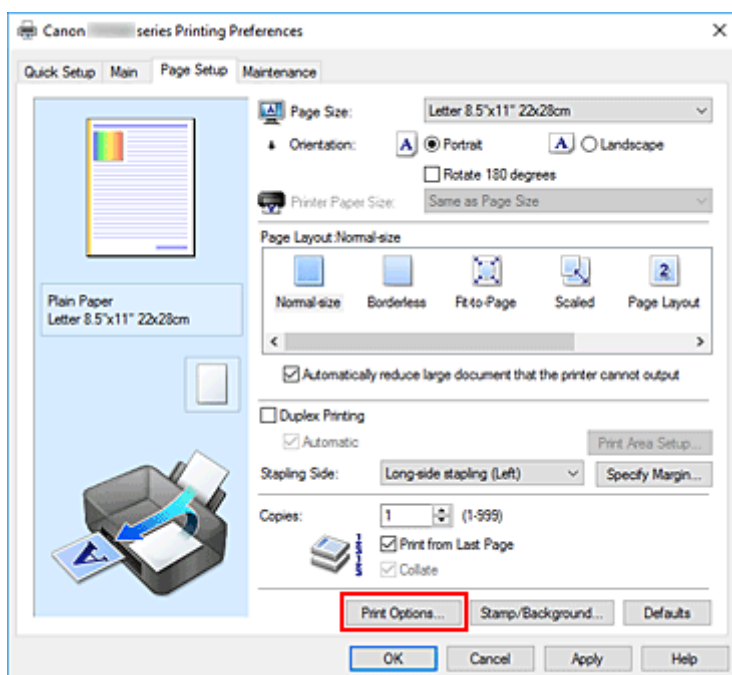 Canon series Printing Preferences
Quick Setup Main Page Setup Maintenance
Page Size: Letter 8.5"x11" 22x28cm
Orientation: A Portrait A Landscape
Rotate 180 degrees
Printer Paper Size: Same as Page Size
Page Layout:Normal-size
2
Normal-size Borderless Fit-to-Page Scaled Page Layout
Plain Paper
Letter 8.5"x11" 22x28cm
Automatically reduce large document that the printer cannot output
Duplex Printing
Automatic Print Area Setup...
Stapling Side: Long-side stapling (Left) Specify Margin...
Copies: 1 (1-999)
Print from Last Page
Collate
A
Print Options... Stamp/Background... Defaults
OK Cancel Apply Help